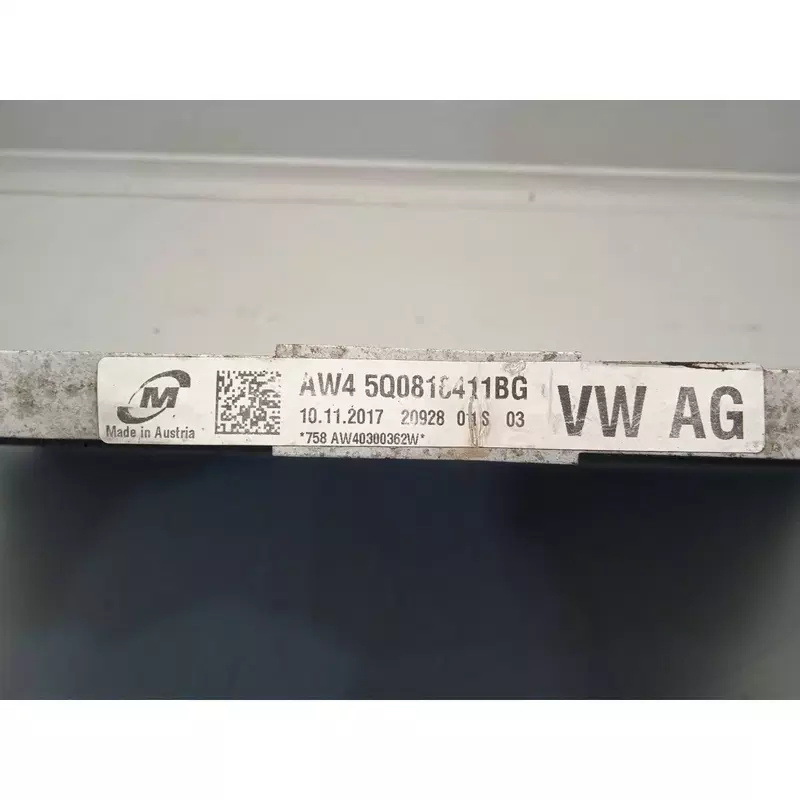 M
Made in Austria
AW4 5Q0816411BG
10.11.2017 20928 01S 03
*758 AW40300362W*
VW AG